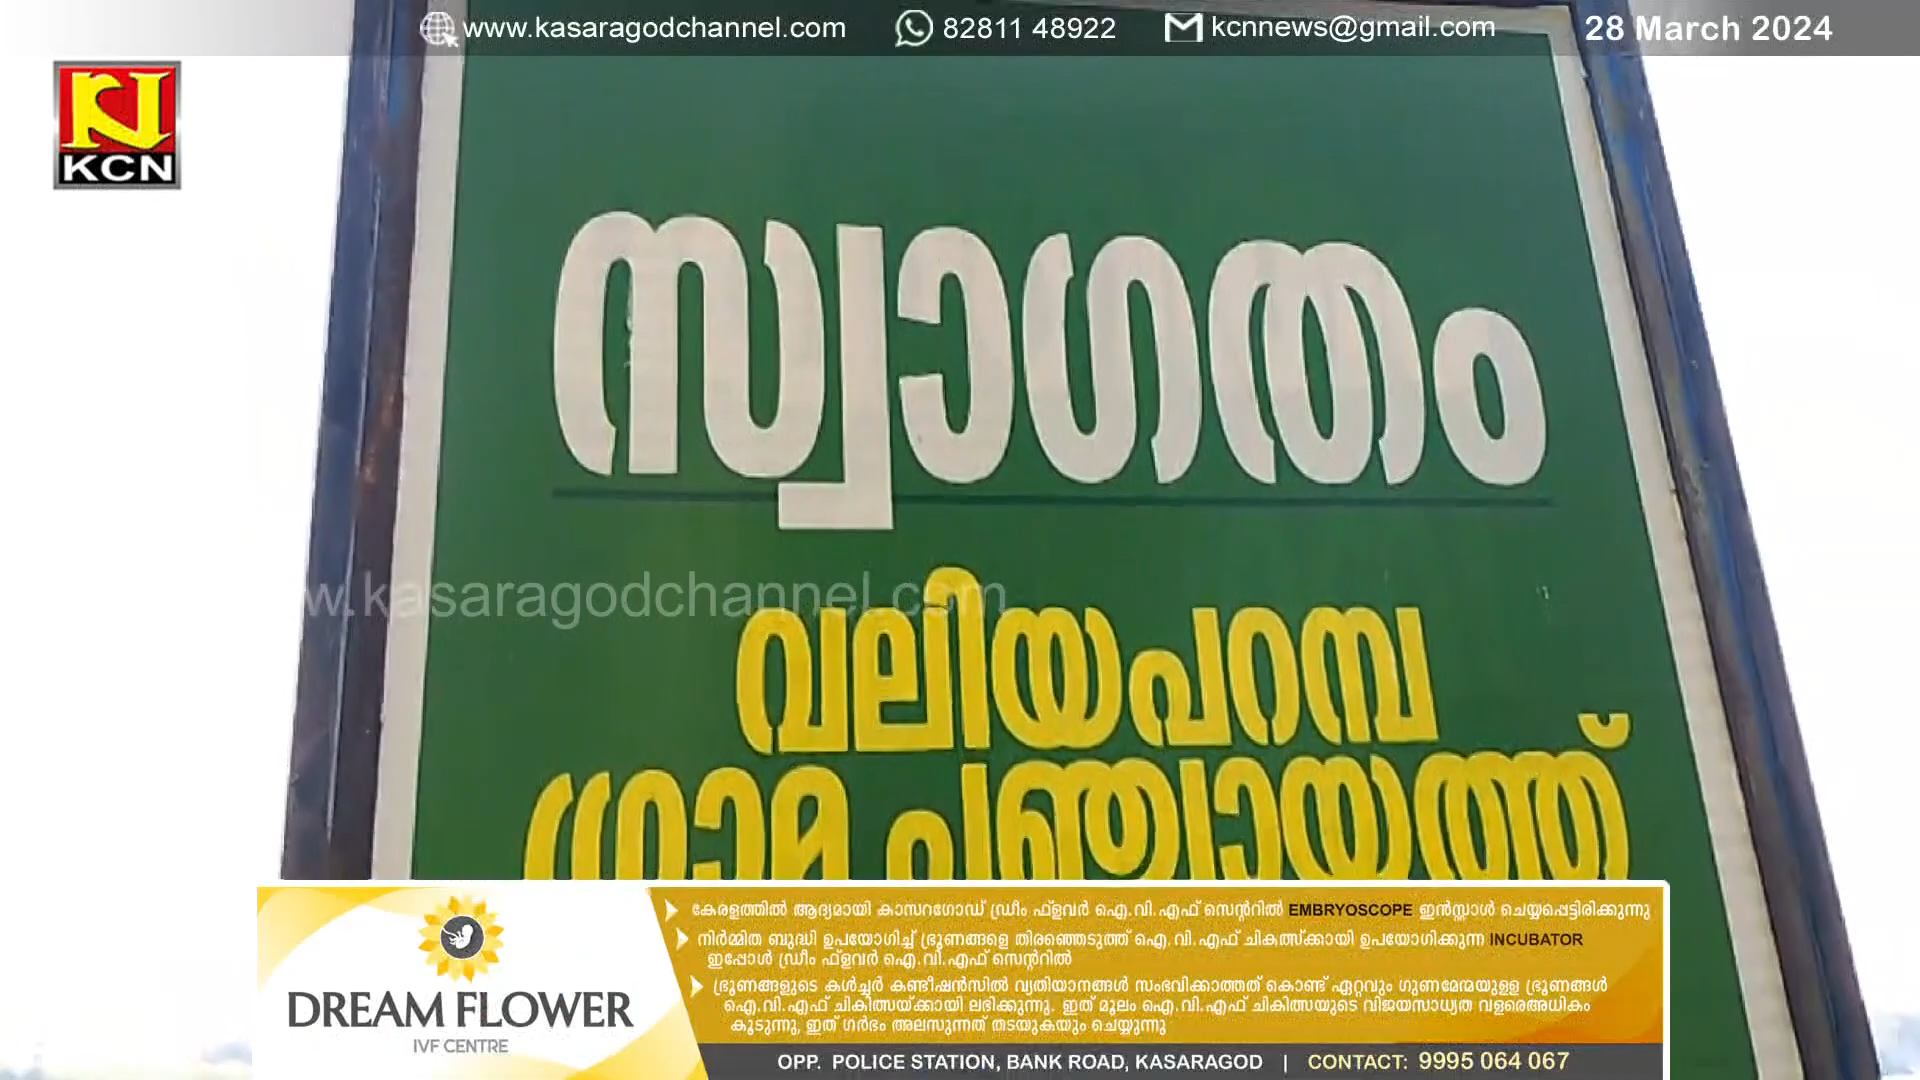 www.kasaragodchannel.com 82811 48922 kcnnews@gmail.com 28 March 2024
KCN
സ്വാഗതം
w.kasaragodchannel.com
വലിയപറമ്പ
ഗ്രാമ പഞ്ചായത്ത്
കേരളത്തിൽ ആദ്യമായി കാസറഗോഡ് ഡ്രീം ഫ്ളവർ ഐ.വി.എഫ് സെന്ററിൽ EMBRYOSCOPE ഇൻസ്റ്റാൾ ചെയ്യപ്പെട്ടിരിക്കുന്നു
നിർമ്മിത ബുദ്ധി ഉപയോഗിച്ച് ഭ്രൂണങ്ങളെ തിരഞ്ഞെടുത്ത് ഐ.വി.എഫ് ചികത്സ്ക്കായി ഉപയോഗിക്കുന്ന INCUBATOR
ഇപ്പോൾ ഡ്രീം ഫ്ളവർ ഐ.വി.എഫ് സെന്ററിൽ
ഭ്രൂണങ്ങളുടെ കൾച്ചർ കണ്ടീഷൻസിൽ വ്യതിയാനങ്ങൾ സംഭവിക്കാത്തത് കൊണ്ട് ഏറ്റവും ഗുണമേന്മയുള്ള ഭ്രൂണങ്ങൾ
ഐ.വി.എഫ് ചികിത്സയ്ക്കായി ലഭിക്കുന്നു. ഇത് മൂലം ഐ.വി.എഫ് ചികിത്സയുടെ വിജയസാധ്യത വളരെഅധികം
കൂടുന്നു, ഇത് ഗർഭം അലസുന്നത് തടയുകയും ചെയ്യുന്നു
DREAM FLOWER
IVF CENTRE
OPP. POLICE STATION, BANK ROAD, KASARAGOD | CONTACT: 9995 064 067